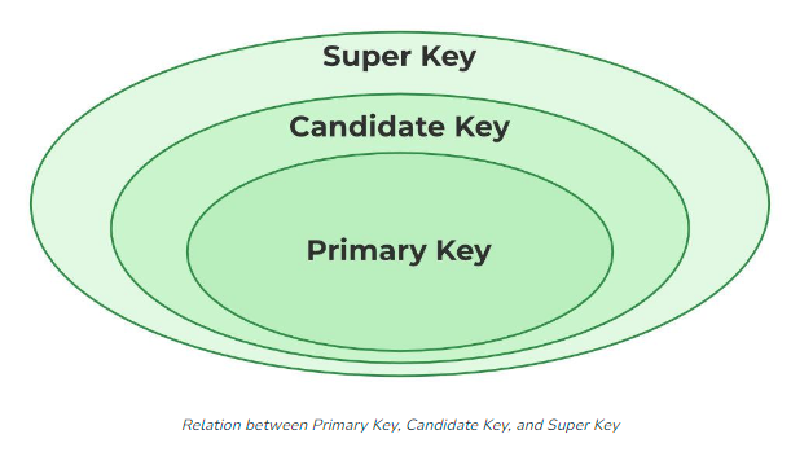 Super Key
Candidate Key
Primary Key
Relation between Primary Key, Candidate Key, and Super Key